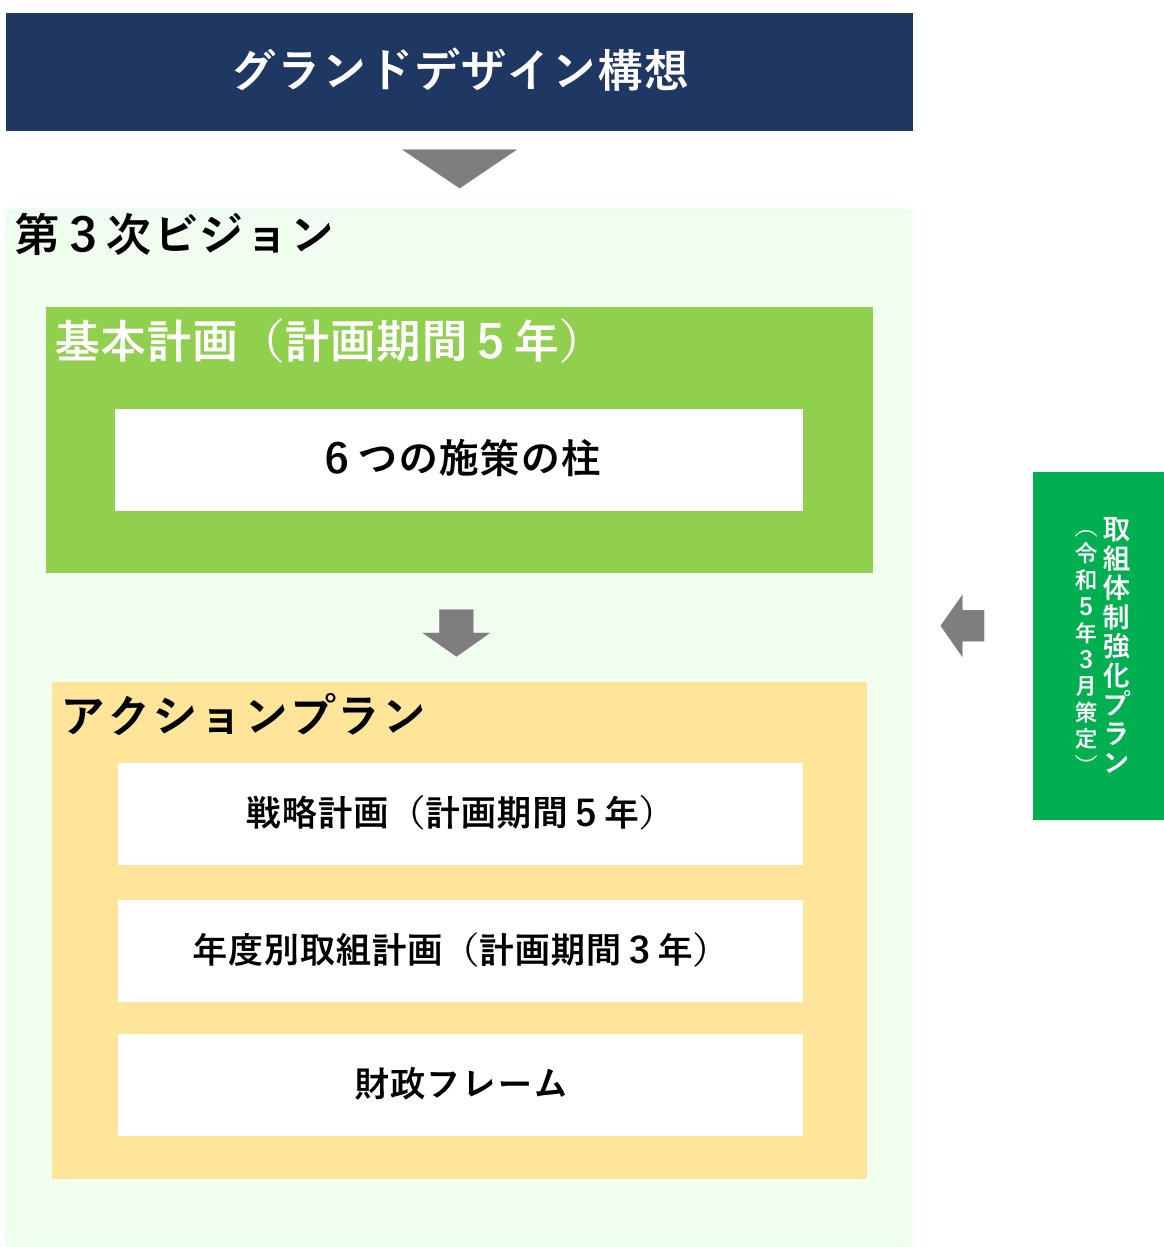 グランドデザイン構想
第３次ビジョン
基本計画（計画期間５年）
６つの施策の柱
アクションプラン
戦略計画（計画期間５年）
年度別取組計画（計画期間３年）
財政フレーム
取組体制強化プラン
（令和５年３月策定）